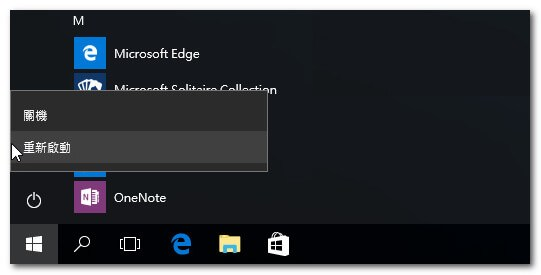 M
Microsoft Edge
Microsoft Solitaire Collection
關機
重新啟動
OneNote